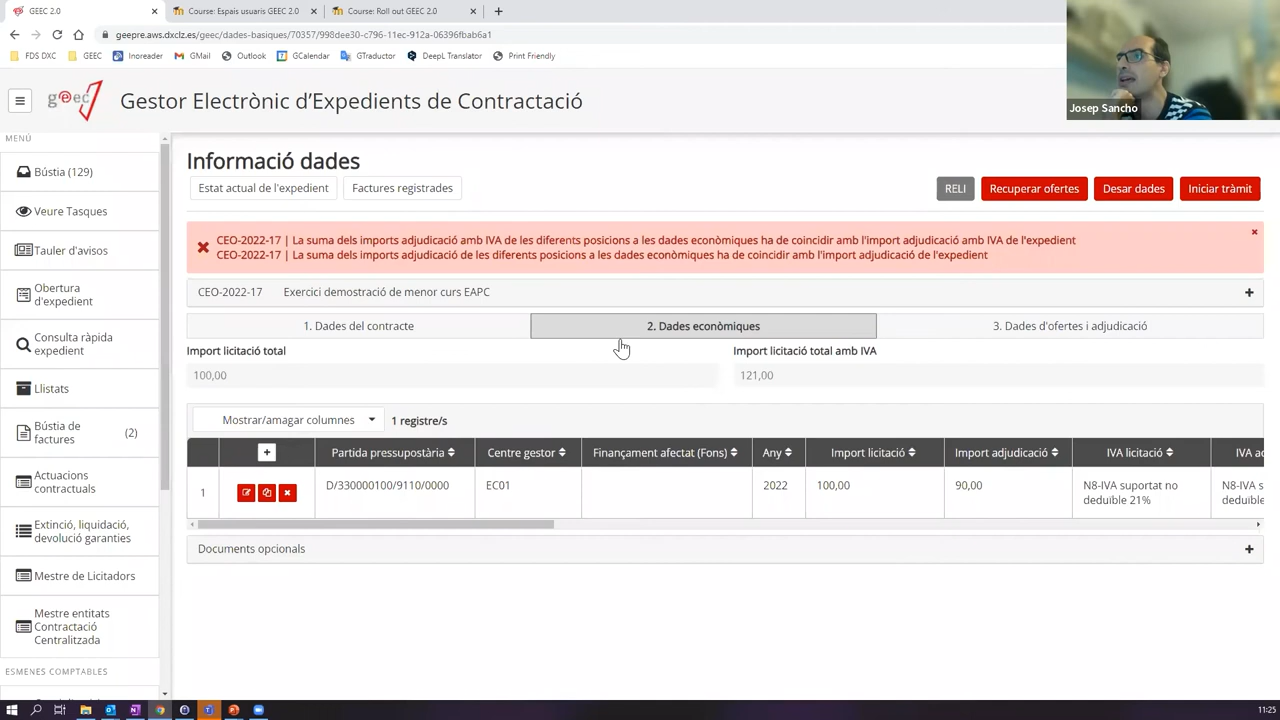 GEEC 2.0
Course: Espais usuaris GEEC 2.0
Course: Roll out GEEC 2.0
geepre.aws.dxclz.es/geec/dades-basiques/70357/998dee30-c796-11ec-912a-06396fbab6a1
FDS DXC
GEEC
Inoreader
GMail
Outlook
GCalendar
GTraductor
DeepL Translator
Print Friendly
Josep Sancho
geec
Gestor Electrònic d'Expedients de Contractació
MENÚ
Bústia (129)
Veure Tasques
Tauler d'avisos
Obertura
d'expedient
Consulta ràpida
expedient
Llistats
Bústia de
factures
(2)
Actuacions
contractuals
Extinció, liquidació,
devolució garanties
Mestre de Licitadors
Mestre entitats
Contractació
Centralitzada
ESMENES COMPTABLES
Informació dades
Estat actual de l'expedient
Factures registrades
RELI
Recuperar ofertes
Desar dades
Iniciar tràmit
CEO-2022-17 | La suma dels imports adjudicació amb IVA de les diferents posicions a les dades econòmiques ha de coincidir amb l'import adjudicació amb IVA de l'expedient
CEO-2022-17 | La suma dels imports adjudicació de les diferents posicions a les dades econòmiques ha de coincidir amb l'import adjudicació de l'expedient
CEO-2022-17 Exercici demostració de menor curs EAPC
1. Dades del contracte
2. Dades econòmiques
3. Dades d'ofertes i adjudicació
Import licitació total
Import licitació total amb IVA
100,00
121,00
Mostrar/amagar columnes
1 registre/s
Partida pressupostària
Centre gestor
Finançament afectat (Fons)
Any
Import licitació
Import adjudicació
IVA licitació
IVA ac
1
D/330000100/9110/0000
EC01
2022
100,00
90,00
N8-IVA suportat no
deduïble 21%
N8-IVA s
deduïble
Documents opcionals
11:25